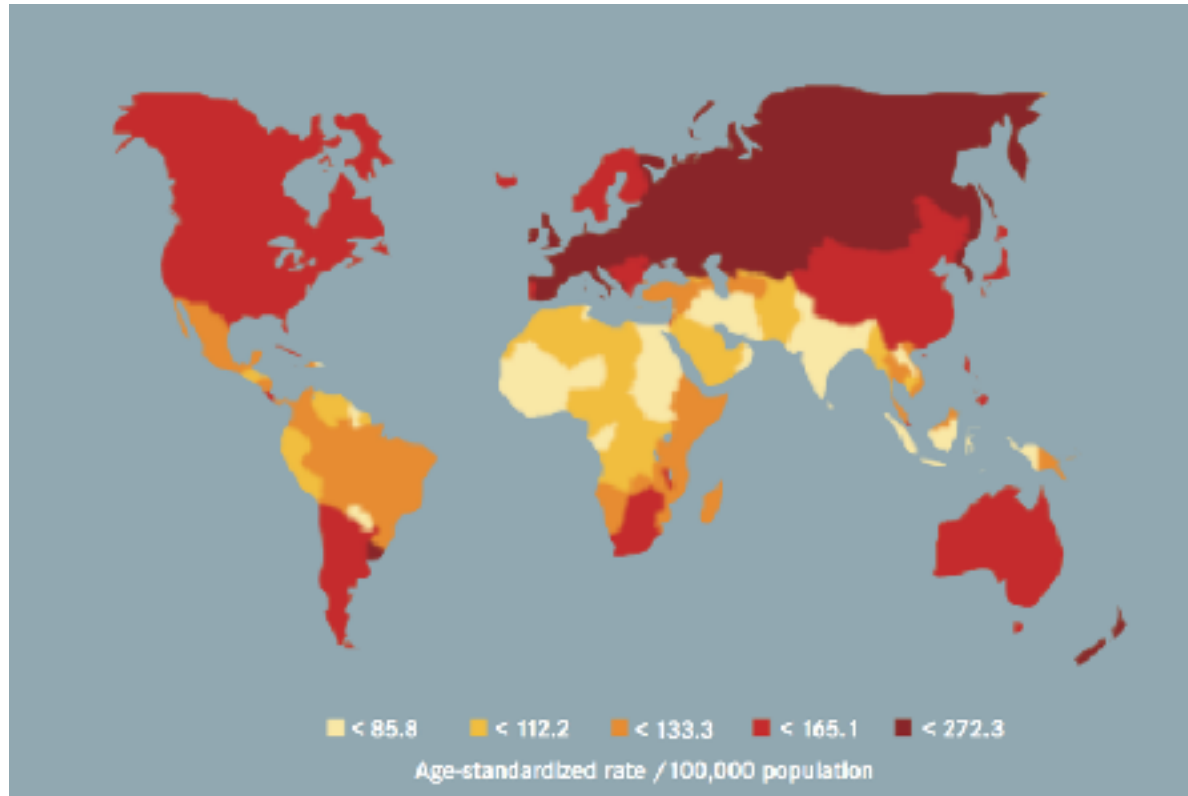 < 85.8 < 112.2 < 133.3 < 165.1 < 272.3
Age-standardized rate /100,000 population